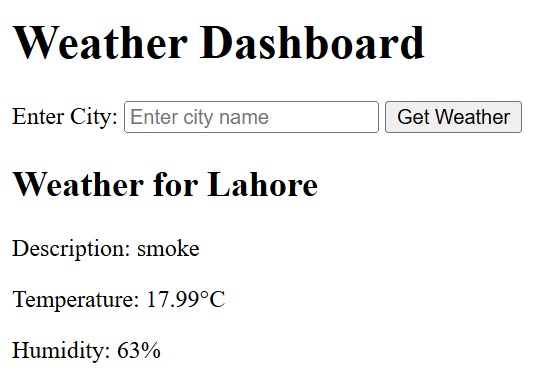 Weather Dashboard
Enter City: Enter city name Get Weather
Weather for Lahore
Description: smoke
Temperature: 17.99°C
Humidity: 63%